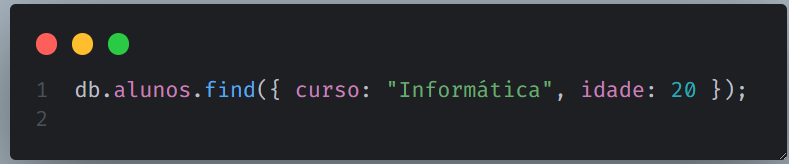 1 db.alunos.find({ curso: "Informática", idade: 20 });
2